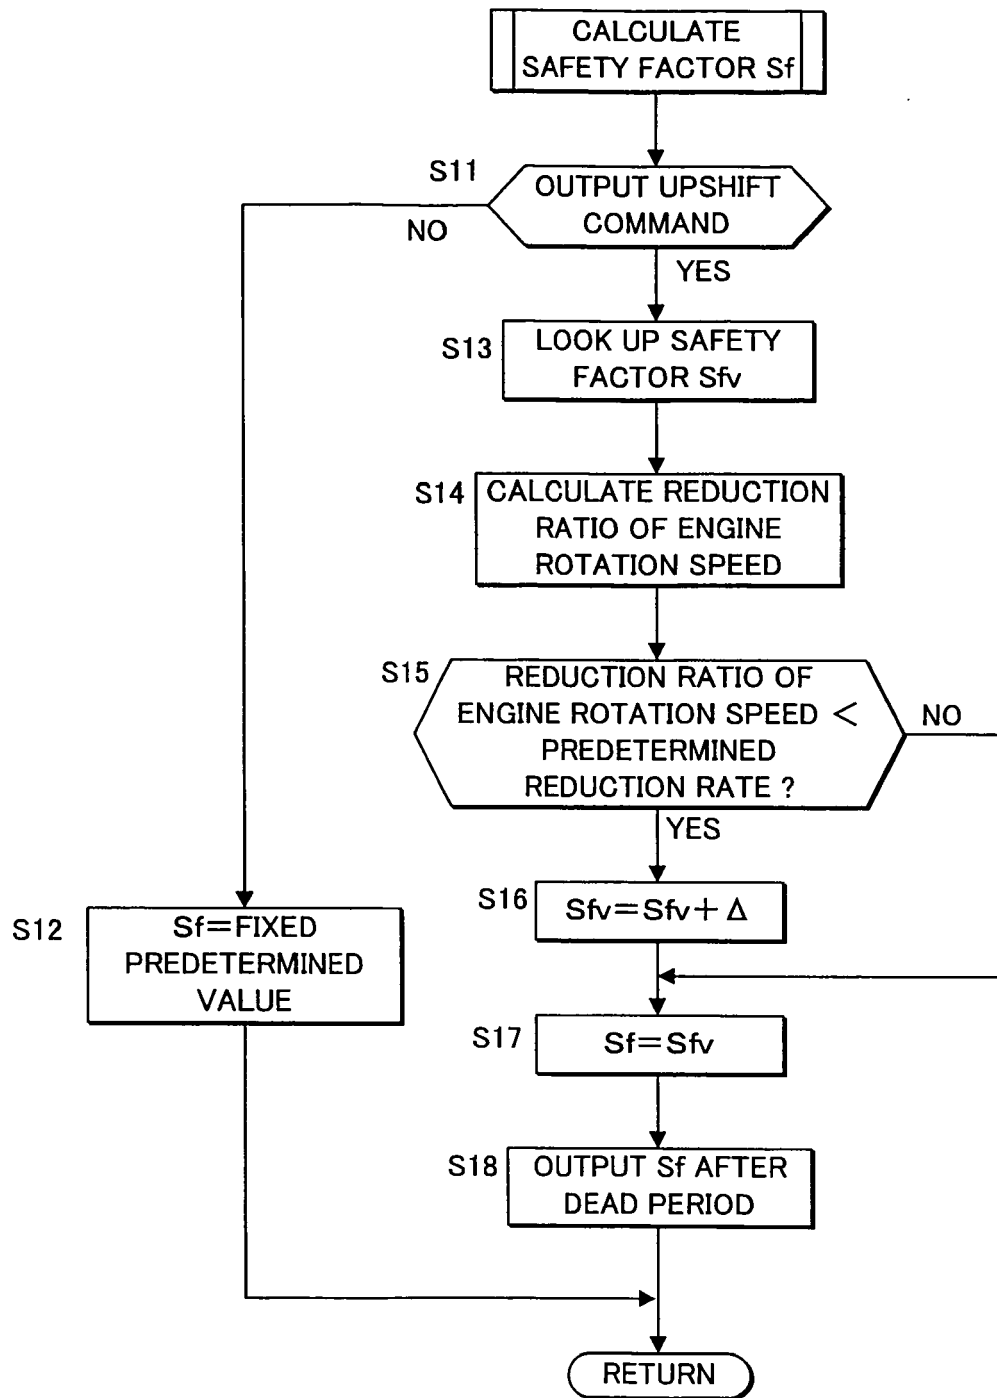 CALCULATE
SAFETY FACTOR Sf
S11
OUTPUT UPSHIFT
COMMAND
NO
YES
S13
LOOK UP SAFETY
FACTOR Sfv
S14
CALCULATE REDUCTION
RATIO OF ENGINE
ROTATION SPEED
S15
REDUCTION RATIO OF
ENGINE ROTATION SPEED <
PREDETERMINED
REDUCTION RATE ?
NO
YES
S16
Sfv=Sfv+Δ
S12
Sf=FIXED
PREDETERMINED
VALUE
S17
Sf=Sfv
S18
OUTPUT Sf AFTER
DEAD PERIOD
RETURN